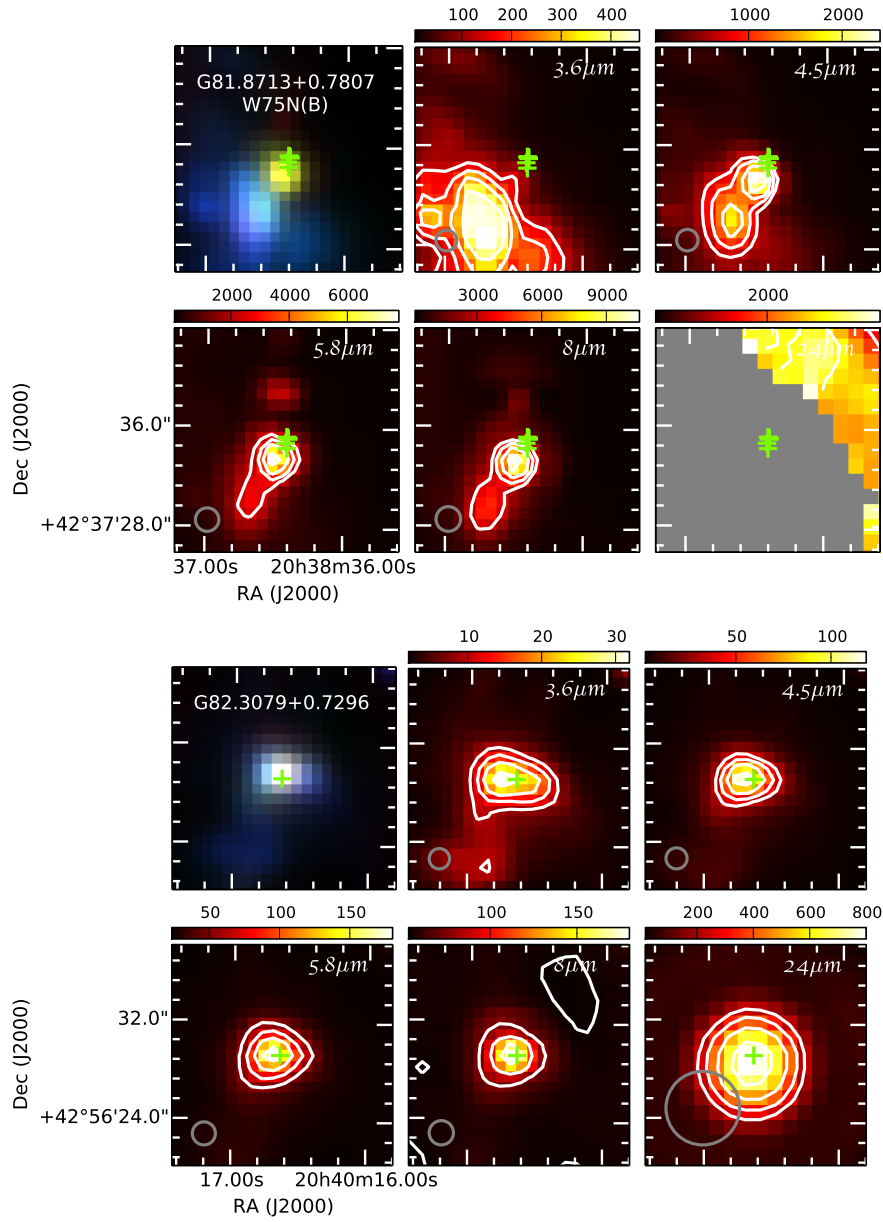 100 200 300 400
1000 2000
G81.8713+0.7807
W75N(B)
3.6µm
4.5µm
2000 4000 6000
3000 6000 9000
2000
5.8µm
8µm
24µm
Dec (J2000)
36.0"
+42°37'28.0"
37.00s
20h38m36.00s
RA (J2000)
10 20 30
50 100
G82.3079+0.7296
3.6µm
4.5µm
50 100 150
100 150
200 400 600 800
5.8µm
8µm
24µm
Dec (J2000)
32.0"
+42°56'24.0"
17.00s
20h40m16.00s
RA (J2000)